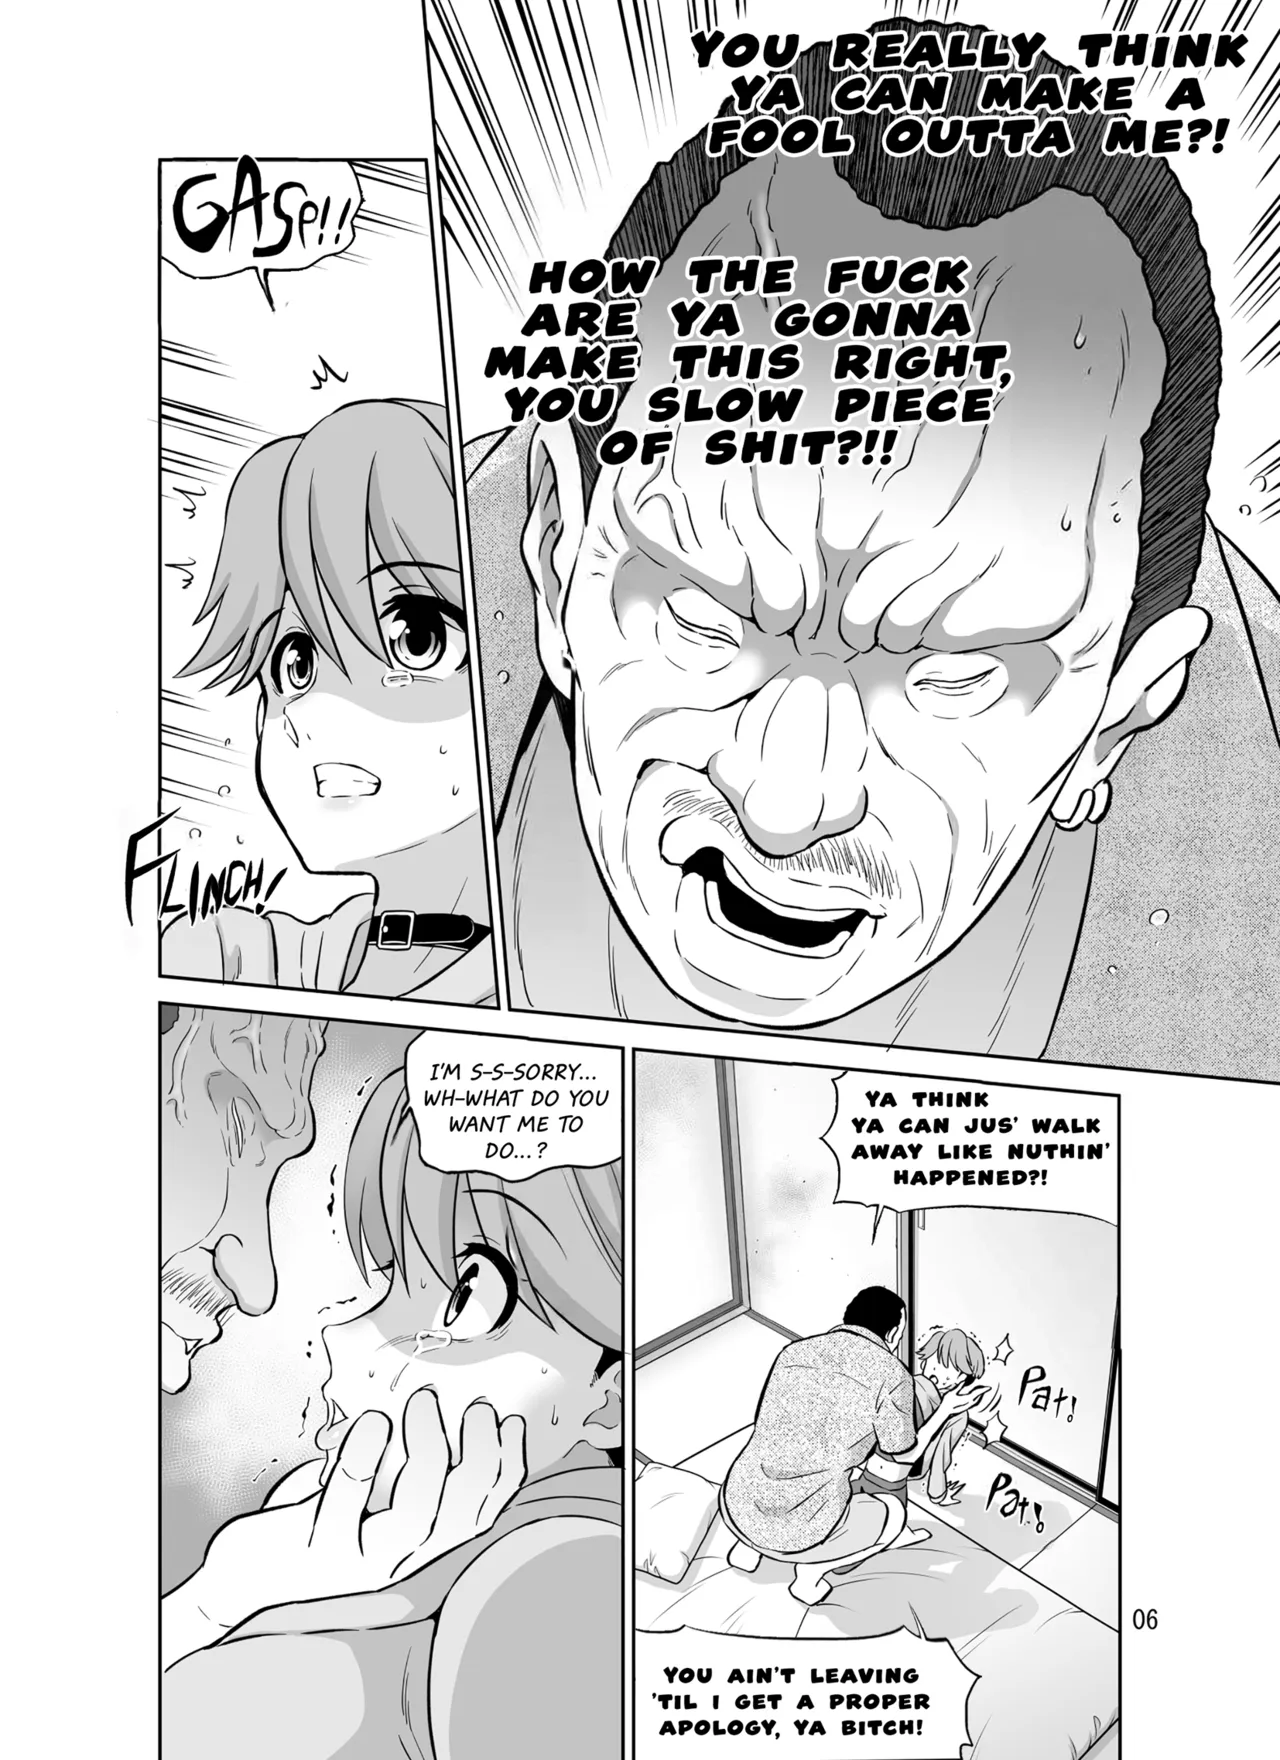 YOU REALLY THINK
YA CAN MAKE A
FOOL OUTTA ME?!
HOW THE FUCK
ARE YA GONNA
MAKE THIS RIGHT,
YOU SLOW PIECE
OF SHIT?!!
GASP!!
FLINCH!
I'M S-S-SORRY...
WH-WHAT DO YOU
WANT ME TO
DO...?
YA THINK
YA CAN JUS' WALK
AWAY LIKE NUTHIN'
HAPPENED?!
PAT!
PAT!
YOU AIN'T LEAVING
'TIL I GET A PROPER
APOLOGY, YA BITCH!
06